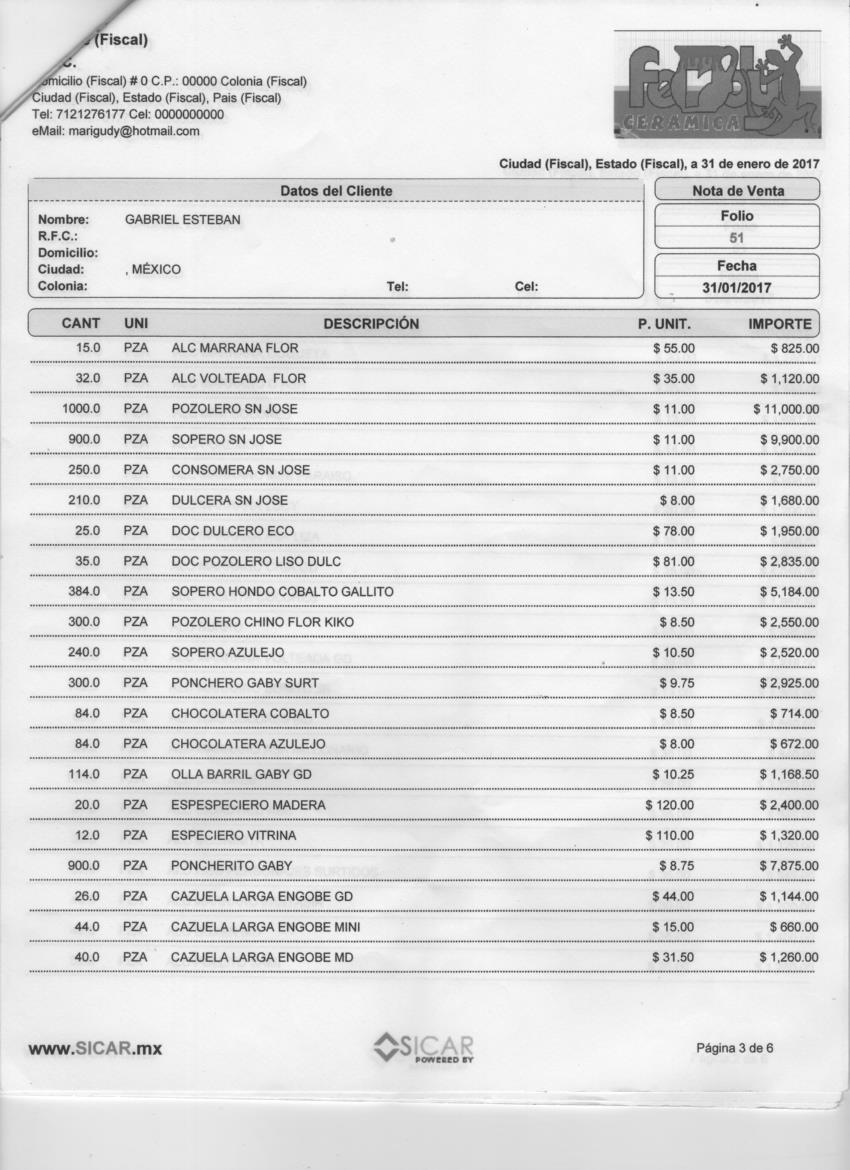 (Fiscal)
C.
Domicilio (Fiscal) # 0 C.P.: 00000 Colonia (Fiscal)
Ciudad (Fiscal), Estado (Fiscal), Pais (Fiscal)
Tel: 7121276177 Cel: 0000000000
eMail: marigudy@hotmail.com
CERAMICA
Ciudad (Fiscal), Estado (Fiscal), a 31 de enero de 2017
Datos del Cliente
Nombre: GABRIEL ESTEBAN
R.F.C.:
Domicilio:
Ciudad: , MÉXICO
Colonia: Tel: Cel:
Nota de Venta
Folio
51
Fecha
31/01/2017
CANT UNI DESCRIPCIÓN P. UNIT. IMPORTE
15.0 PZA ALC MARRANA FLOR $ 55.00 $ 825.00
32.0 PZA ALC VOLTEADA FLOR $ 35.00 $ 1,120.00
1000.0 PZA POZOLERO SN JOSE $ 11.00 $ 11,000.00
900.0 PZA SOPERO SN JOSE $ 11.00 $ 9,900.00
250.0 PZA CONSOMERA SN JOSE $ 11.00 $ 2,750.00
210.0 PZA DULCERA SN JOSE $ 8.00 $ 1,680.00
25.0 PZA DOC DULCERO ECO $ 78.00 $ 1,950.00
35.0 PZA DOC POZOLERO LISO DULC $ 81.00 $ 2,835.00
384.0 PZA SOPERO HONDO COBALTO GALLITO $ 13.50 $ 5,184.00
300.0 PZA POZOLERO CHINO FLOR KIKO $ 8.50 $ 2,550.00
240.0 PZA SOPERO AZULEJO $ 10.50 $ 2,520.00
300.0 PZA PONCHERO GABY SURT $ 9.75 $ 2,925.00
84.0 PZA CHOCOLATERA COBALTO $ 8.50 $ 714.00
84.0 PZA CHOCOLATERA AZULEJO $ 8.00 $ 672.00
114.0 PZA OLLA BARRIL GABY GD $ 10.25 $ 1,168.50
20.0 PZA ESPESPECIERO MADERA $ 120.00 $ 2,400.00
12.0 PZA ESPECIERO VITRINA $ 110.00 $ 1,320.00
900.0 PZA PONCHERITO GABY $ 8.75 $ 7,875.00
26.0 PZA CAZUELA LARGA ENGOBE GD $ 44.00 $ 1,144.00
44.0 PZA CAZUELA LARGA ENGOBE MINI $ 15.00 $ 660.00
40.0 PZA CAZUELA LARGA ENGOBE MD $ 31.50 $ 1,260.00
www.SICAR.mx
SICAR
POWERED BY
Página 3 de 6